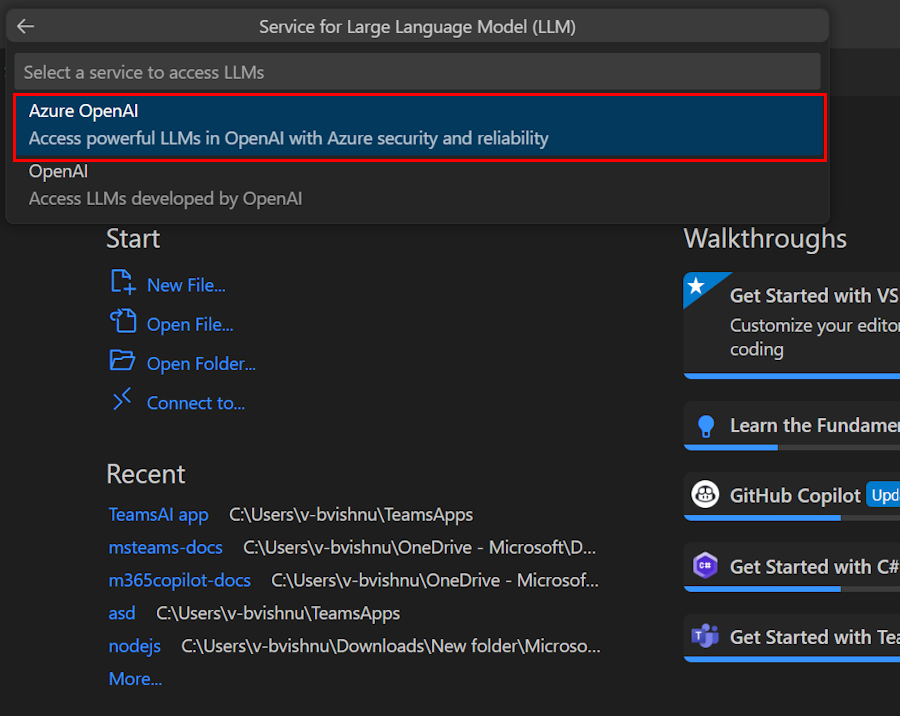 Service for Large Language Model (LLM)
Select a service to access LLMs
Azure OpenAI
Access powerful LLMs in OpenAI with Azure security and reliability
OpenAI
Access LLMs developed by OpenAI
Start
New File...
Open File...
Open Folder...
Connect to...
Recent
TeamsAI app C:\Users\v-bvishnu\TeamsApps
msteams-docs C:\Users\v-bvishnu\OneDrive - Microsoft\D...
m365copilot-docs C:\Users\v-bvishnu\OneDrive - Microsof...
asd C:\Users\v-bvishnu\TeamsApps
nodejs C:\Users\v-bvishnu\Downloads\New folder\Microso...
More...
Walkthroughs
Get Started with VS
Customize your editor
coding
Learn the Fundamen
GitHub Copilot Upd
Get Started with C#
Get Started with Tea